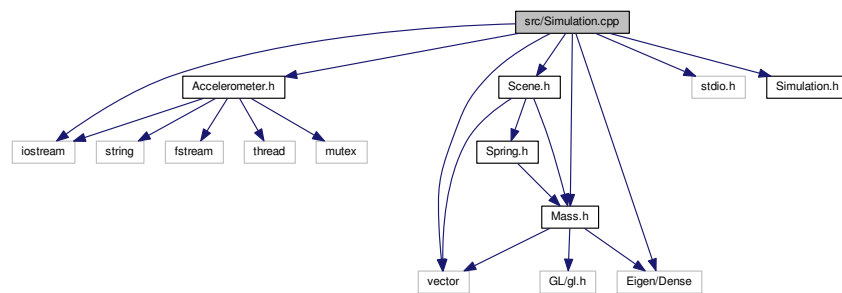 src/Simulation.cpp
Accelerometer.h
Scene.h
stdio.h
Simulation.h
iostream
string
fstream
thread
mutex
Spring.h
Mass.h
vector
GL/gl.h
Eigen/Dense